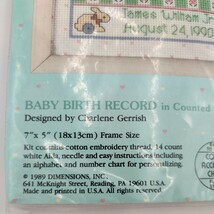 James William J
August 24, 1990
BABY BIRTH RECORD in Counted
Designed by Charlene Gerrish
7" x 5" (18x13cm) Frame Size
Kit contains cotton embroidery thread, 14 count
white Aida, needle and easy instructions including
an alphabet, and number chart for personalizing.
© 1989 DIMENSIONS, INC.
641 McKnight Street, Reading, PA 19601 U.S.A.
Made and printed in U.S.A. All rights reserved.